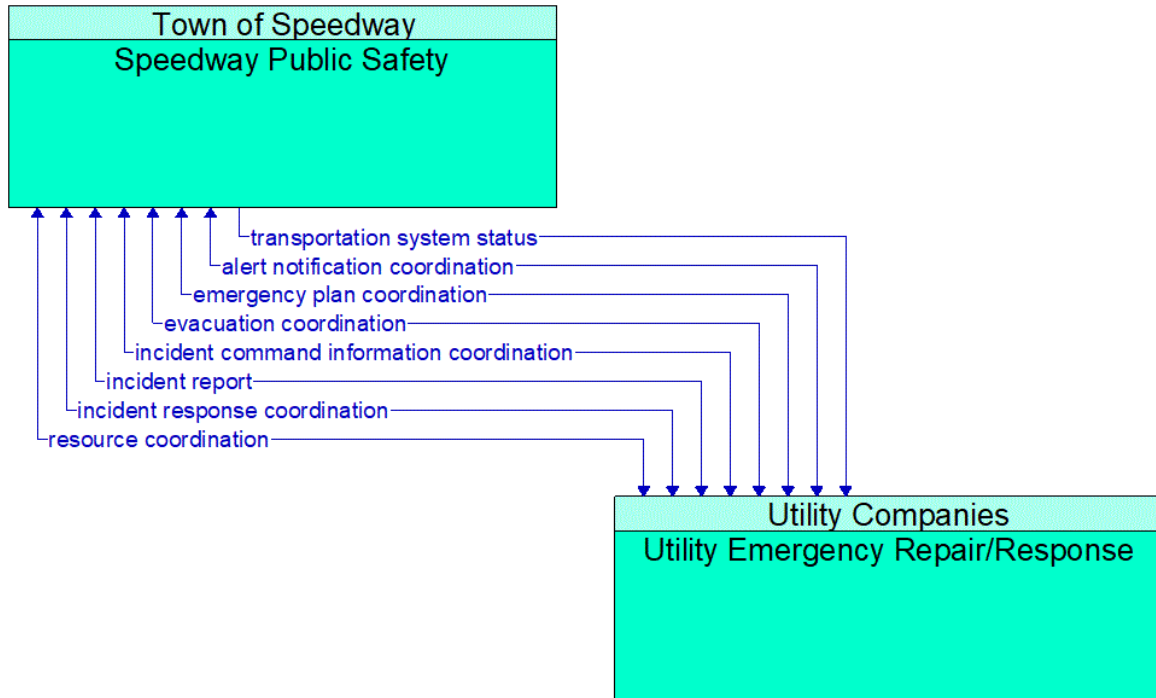 Town of Speedway
Speedway Public Safety
transportation system status
alert notification coordination
emergency plan coordination
evacuation coordination
incident command information coordination
incident report
incident response coordination
resource coordination
Utility Companies
Utility Emergency Repair/Response